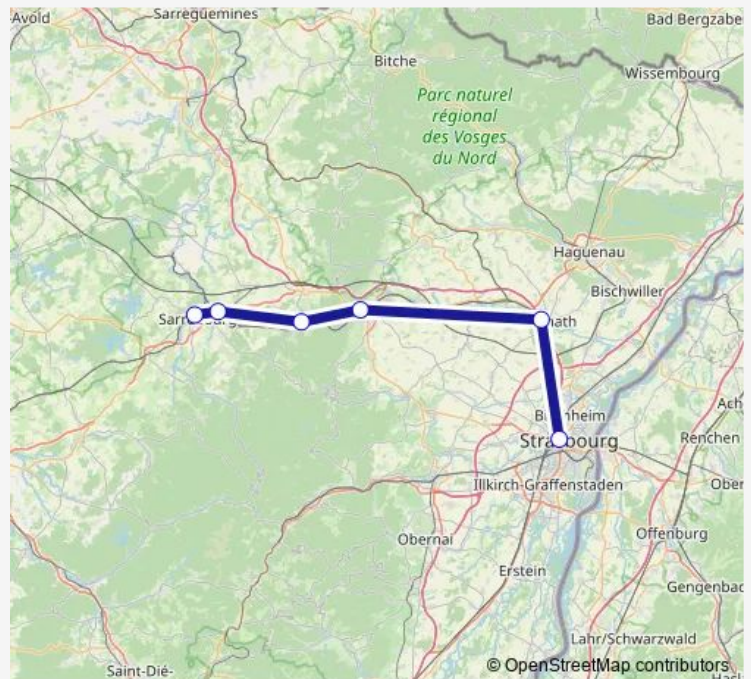 Avold
Sarreguemines
Bad Bergzabe
Bitche
Wissembourg
Parc naturel
régional
des Vosges
du Nord
Haguenau
Bischwiller
Ach
Renchen
Illkirch-Graffenstaden
Ober
Obernai
Offenburg
Erstein
Gengenbac
Lahr/Schwarzwald
Saint-Dié-
© OpenStreetMap contributors